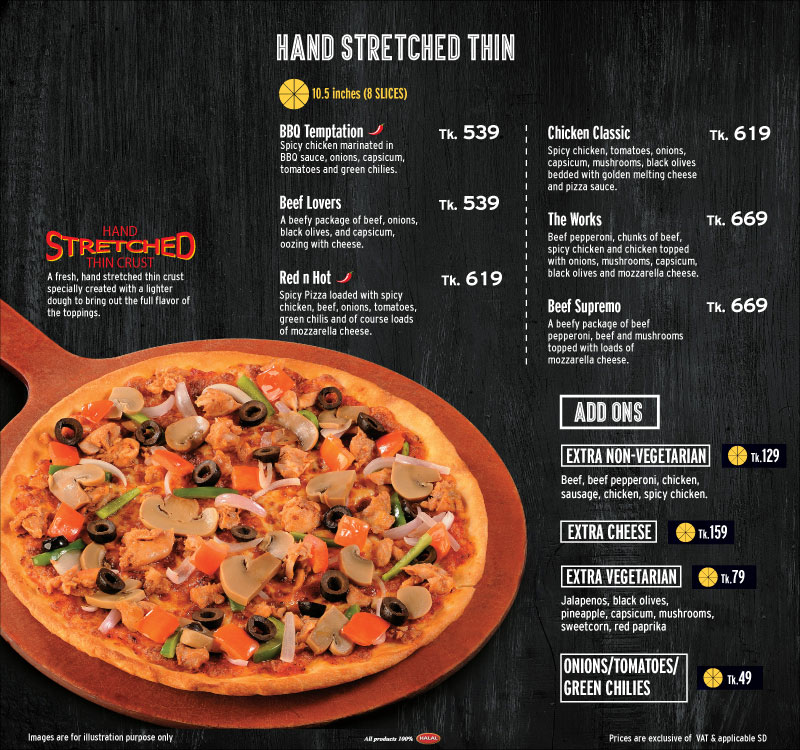 HAND STRETCHED THIN
10.5 inches (8 SLICES)
BBQ Temptation Tk. 539
Spicy chicken marinated in
BBQ sauce, onions, capsicum,
tomatoes and green chilies.
Beef Lovers Tk. 539
A beefy package of beef, onions,
black olives, and capsicum,
oozing with cheese.
Red n Hot Tk. 619
Spicy Pizza loaded with spicy
chicken, beef, onions, tomatoes,
green chilis and of course loads
of mozzarella cheese.
Chicken Classic Tk. 619
Spicy chicken, tomatoes, onions,
capsicum, mushrooms, black olives
bedded with golden melting cheese
and pizza sauce.
The Works Tk. 669
Beef pepperoni, chunks of beef,
spicy chicken and chicken topped
with onions, mushrooms, capsicum,
black olives and mozzarella cheese.
Beef Supremo Tk. 669
A beefy package of beef
pepperoni, beef and mushrooms
topped with loads of
mozzarella cheese.
HAND
STRETCHED
THIN CRUST
A fresh, hand stretched thin crust
specially created with a lighter
dough to bring out the full flavor of
the toppings.
ADD ONS
EXTRA NON-VEGETARIAN Tk.129
Beef, beef pepperoni, chicken,
sausage, chicken, spicy chicken.
EXTRA CHEESE Tk.159
EXTRA VEGETARIAN Tk.79
Jalapenos, black olives,
pineapple, capsicum, mushrooms,
sweetcorn, red paprika
ONIONS/TOMATOES/
GREEN CHILIES Tk.49
Images are for illustration purpose only
All products 100% HALAL
Prices are exclusive of VAT & applicable SD